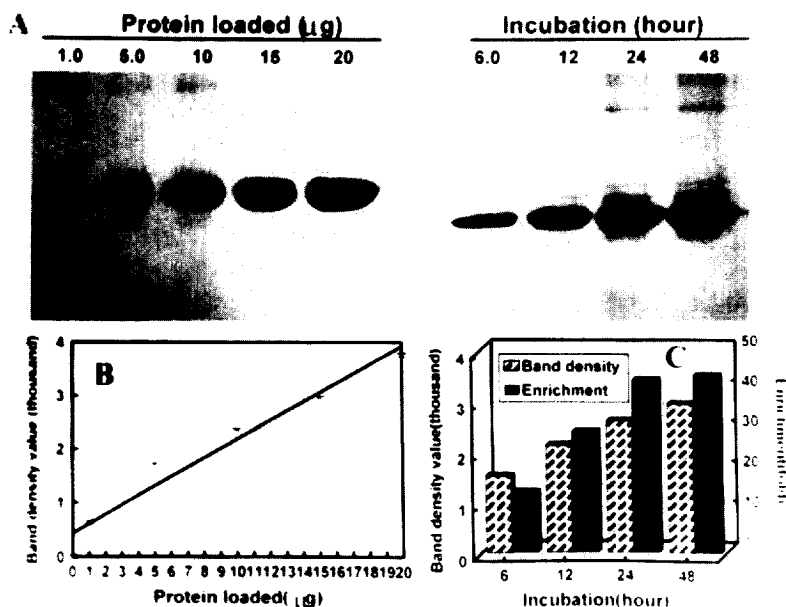 A
Protein loaded (µg)
1.0 5.0 10 15 20
Incubation (hour)
6.0 12 24 48
B
Band density value (thousand)
4
3
2
1
0
0 1 2 3 4 5 6 7 8 9 10 11 12 13 14 15 16 17 18 19 20
Protein loaded(µg)
C
Band density value(thousand)
4
3
2
1
0
Band density
Enrichment
50
40
30
20
10
6 12 24 48
Incubation(hour)